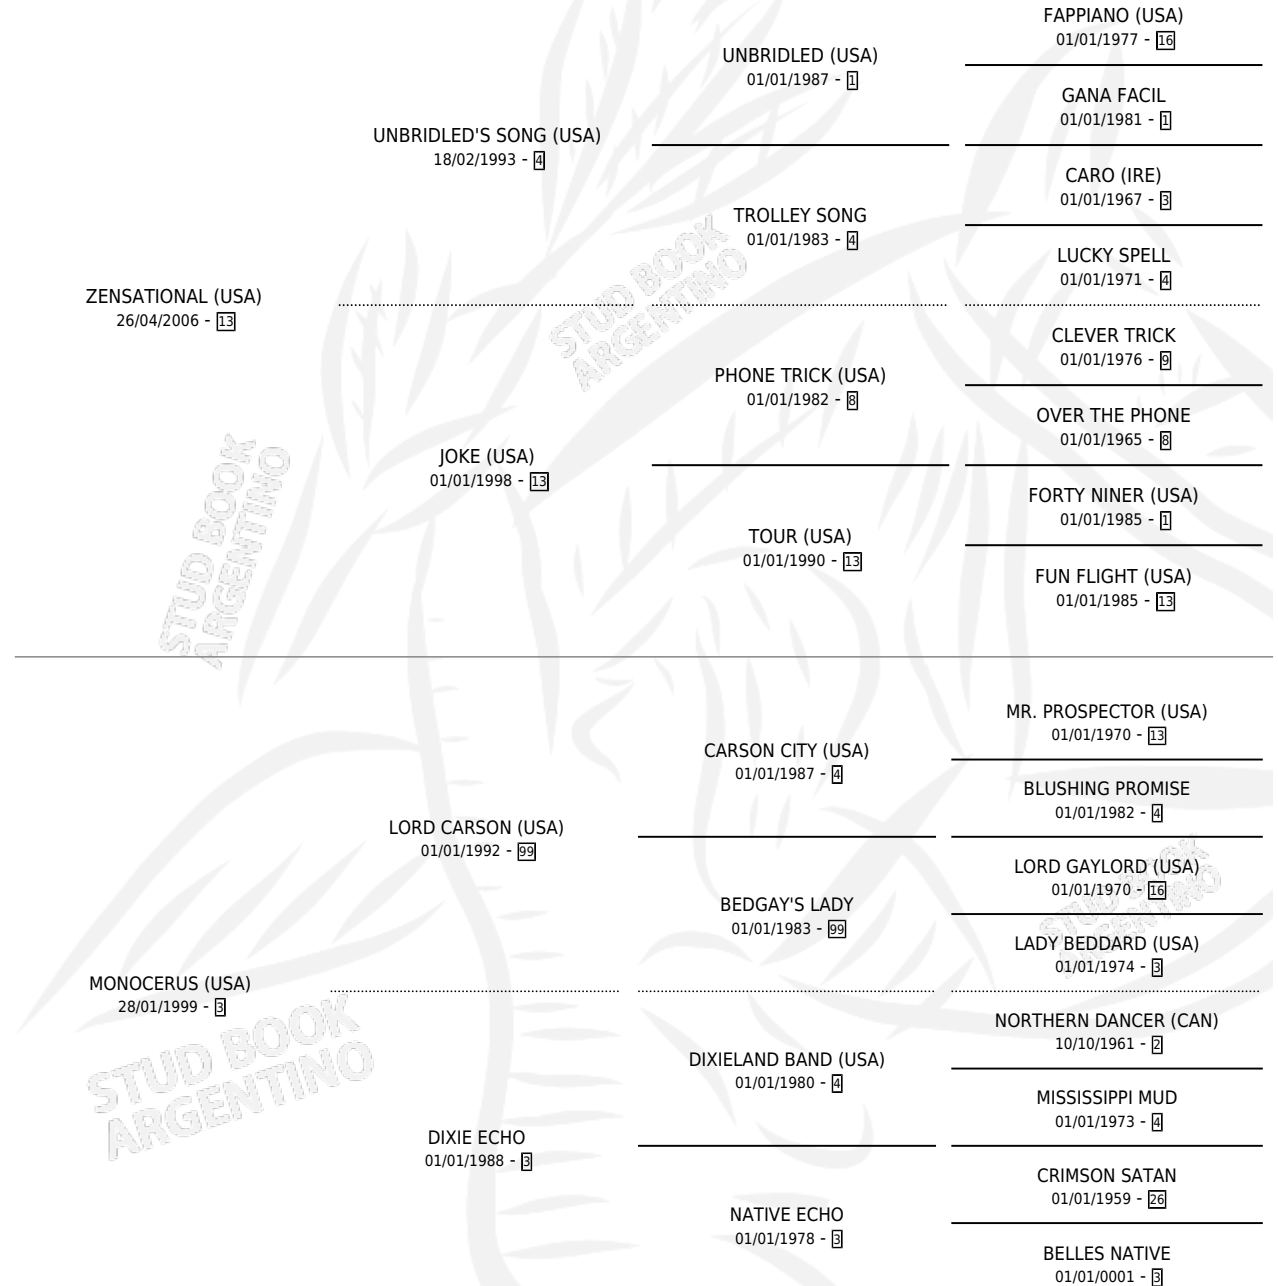 FAPPIANO (USA)
01/01/1977 - 16
UNBRIDLED (USA)
01/01/1987 - 1
GANA FACIL
01/01/1981 - 1
UNBRIDLED'S SONG (USA)
18/02/1993 - 4
CARO (IRE)
01/01/1967 - 3
TROLLEY SONG
01/01/1983 - 4
LUCKY SPELL
01/01/1971 - 4
ZENSATIONAL (USA)
26/04/2006 - 13
STUD BOOK
ARGENTINO
CLEVER TRICK
01/01/1976 - 9
PHONE TRICK (USA)
01/01/1982 - 8
OVER THE PHONE
01/01/1965 - 8
JOKE (USA)
01/01/1998 - 13
FORTY NINER (USA)
01/01/1985 - 1
TOUR (USA)
01/01/1990 - 13
FUN FLIGHT (USA)
01/01/1985 - 13
STUD BOOK
ARGENTINO
MR. PROSPECTOR (USA)
01/01/1970 - 13
CARSON CITY (USA)
01/01/1987 - 4
BLUSHING PROMISE
01/01/1982 - 4
LORD CARSON (USA)
01/01/1992 - 99
LORD GAYLORD (USA)
01/01/1970 - 16
BEDGAY'S LADY
01/01/1983 - 99
STUD BOOK
ARGENTINO
LADY BEDDARD (USA)
01/01/1974 - 3
MONOCERUS (USA)
28/01/1999 - 3
STUD BOOK
ARGENTINO
NORTHERN DANCER (CAN)
10/10/1961 - 2
DIXIELAND BAND (USA)
01/01/1980 - 4
MISSISSIPPI MUD
01/01/1973 - 4
DIXIE ECHO
01/01/1988 - 3
CRIMSON SATAN
01/01/1959 - 26
NATIVE ECHO
01/01/1978 - 3
BELLES NATIVE
01/01/0001 - 3